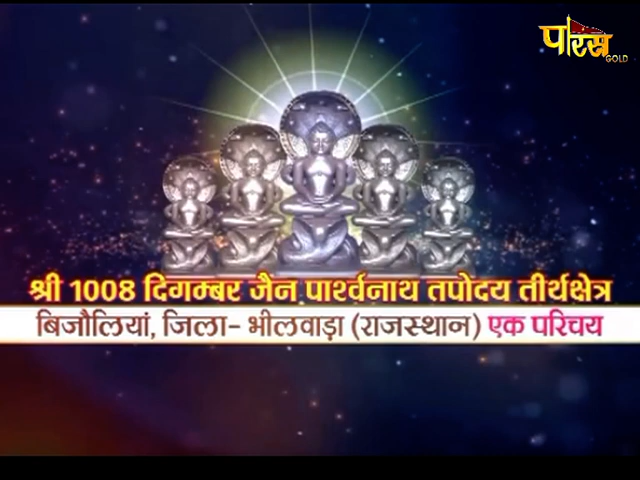 पारस
GOLD
श्री 1008 दिगम्बर जैन पार्श्वनाथ तपोदय तीर्थक्षेत्र
बिजौलियां, जिला- भीलवाड़ा (राजस्थान) एक परिचय